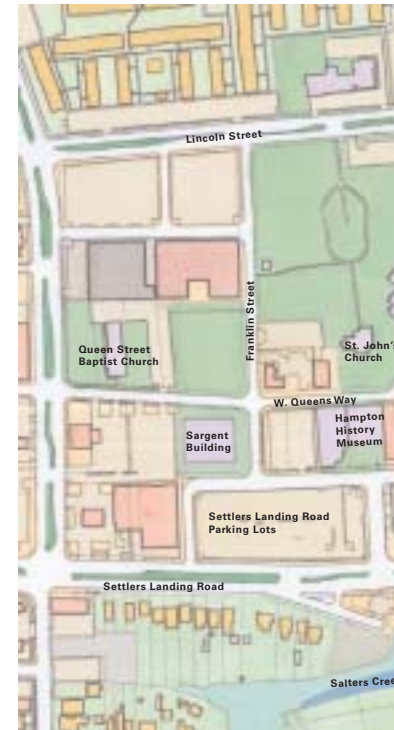 Lincoln Street
Franklin Street
Queen Street
Baptist Church
St. John's
Church
W. Queens Way
Hampton
History
Museum
Sargent
Building
Settlers Landing Road
Parking Lots
Settlers Landing Road
Salters Cree